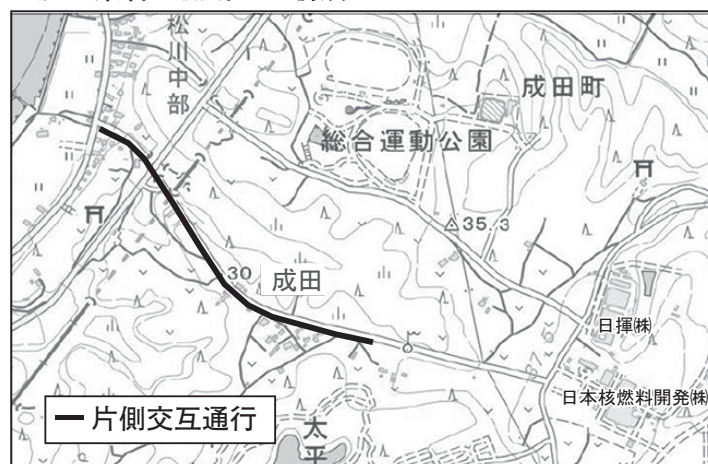 松川中部
総合運動公園
成田町
35.3
30
成田
日揮㈱
日本核燃料開発㈱
太平
片側交互通行